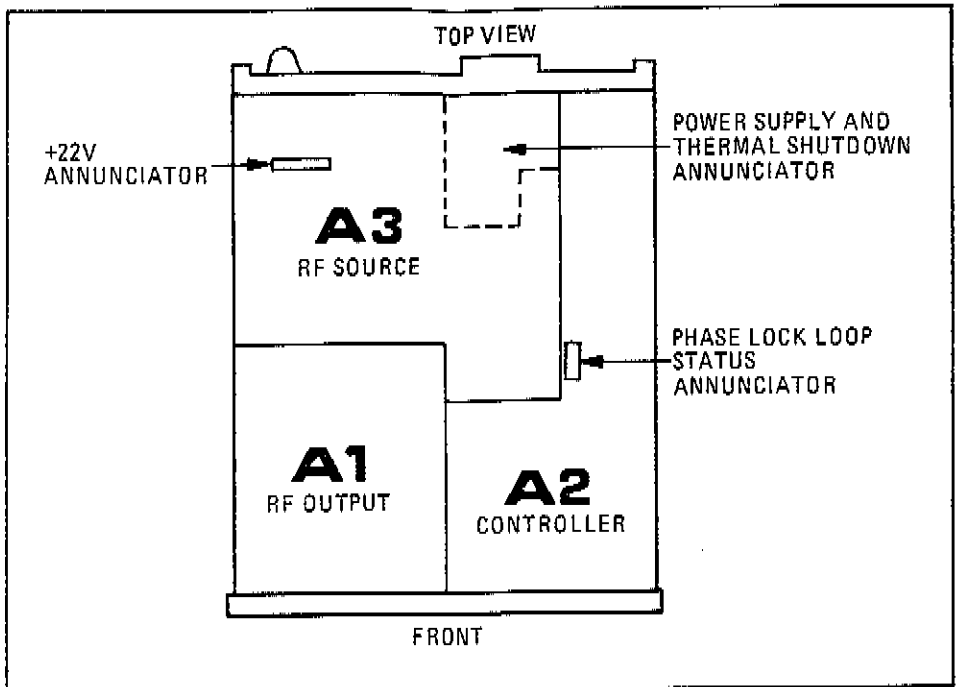 TOP VIEW
+22V
ANNUNCIATOR
POWER SUPPLY AND
THERMAL SHUTDOWN
ANNUNCIATOR
A3
RF SOURCE
PHASE LOCK LOOP
STATUS
ANNUNCIATOR
A1
RF OUTPUT
A2
CONTROLLER
FRONT